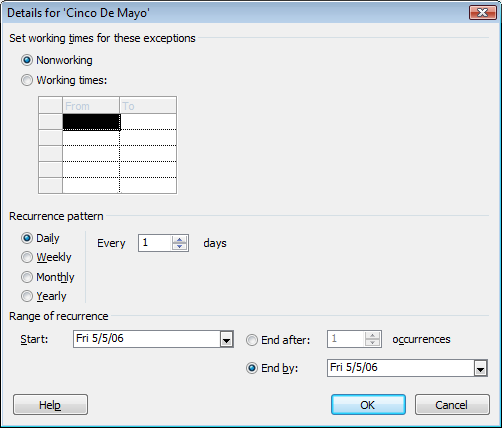 Details for 'Cinco De Mayo'
Set working times for these exceptions
Nonworking
Working times:
From To
Recurrence pattern
Daily Every 1 days
Weekly
Monthly
Yearly
Range of recurrence
Start: Fri 5/5/06 End after: 1 occurrences
End by: Fri 5/5/06
Help OK Cancel